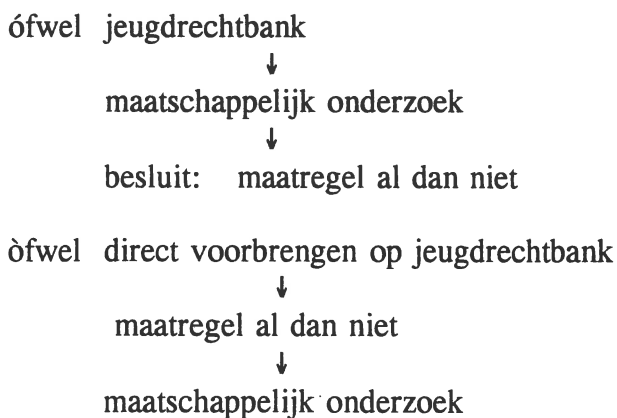 ófwel jeugdrechtbank
↓
maatschappelijk onderzoek
↓
besluit: maatregel al dan niet
òfwel direct voorbrengen op jeugdrechtbank
↓
maatregel al dan niet
↓
maatschappelijk onderzoek